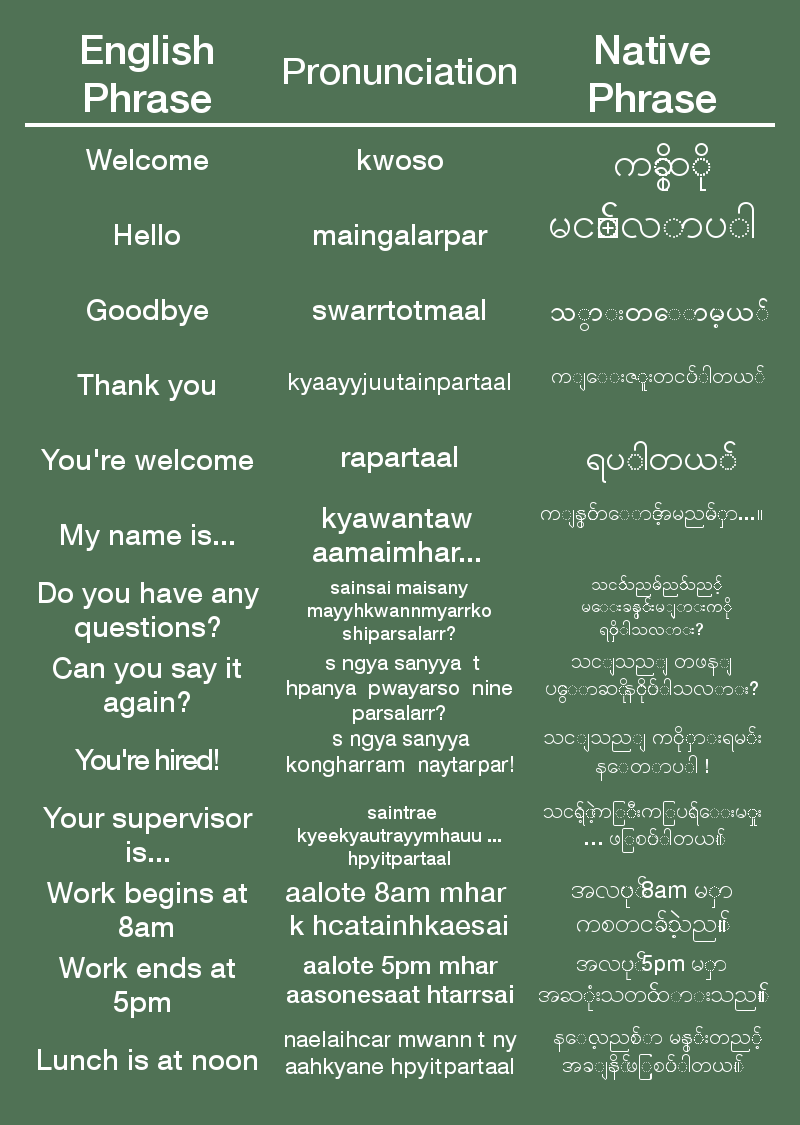 English
Phrase
Pronunciation
Native
Phrase
Welcome
kwoso
Hello
maingalarpar
မင်္ဂလာပါ
Goodbye
swarrtotmaal
သွားတော့မယ်
Thank you
kyaayyjuutainpartaal
ကျေးဇူးတင်ပါတယ်
You're welcome
rapartaal
ရပါတယ်
My name is...
kyawantaw
aamaimhar...
ကျွန်တော့်အမည်မှာ...။
Do you have any
questions?
sainsai maisany
mayyhkwannmyarrko
shiparsalarr?
သင်သည်မည်သည့်
မေးခွန်းများကို
ရှိပါသလား?
Can you say it
again?
s ngya sanyya t
hpanya pwayarso nine
parsalarr?
သငျသညျ တဖနျ
ပွောဆိုနိုင်ပါသလား?
You're hired!
s ngya sanyya
kongharram naytarpar!
သငျသညျ ကိုငှားရမ်း
နေတာပါ !
Your supervisor
is...
saintrae
kyeekyautrayymhauu ...
hpyitpartaal
သင့်ရဲ့ကြီးကြပ်ရေးမှူး
... ဖြစ်ပါတယ်။
Work begins at
8am
aalote 8am mhar
k hcatainhkaesai
အလုပ် 8am မှာ
ကစတင်ခဲ့သည်။
Work ends at
5pm
aalote 5pm mhar
aasonesaat htarrsai
အလုပ် 5pm မှာ
အဆုံးသတ်ထားသည်။
Lunch is at noon
naelaihcar mwann t ny
aahkyane hpyitpartaal
နေ့လည်စာ မွန်းတည့်
အချိန်ဖြစ်ပါတယ်။